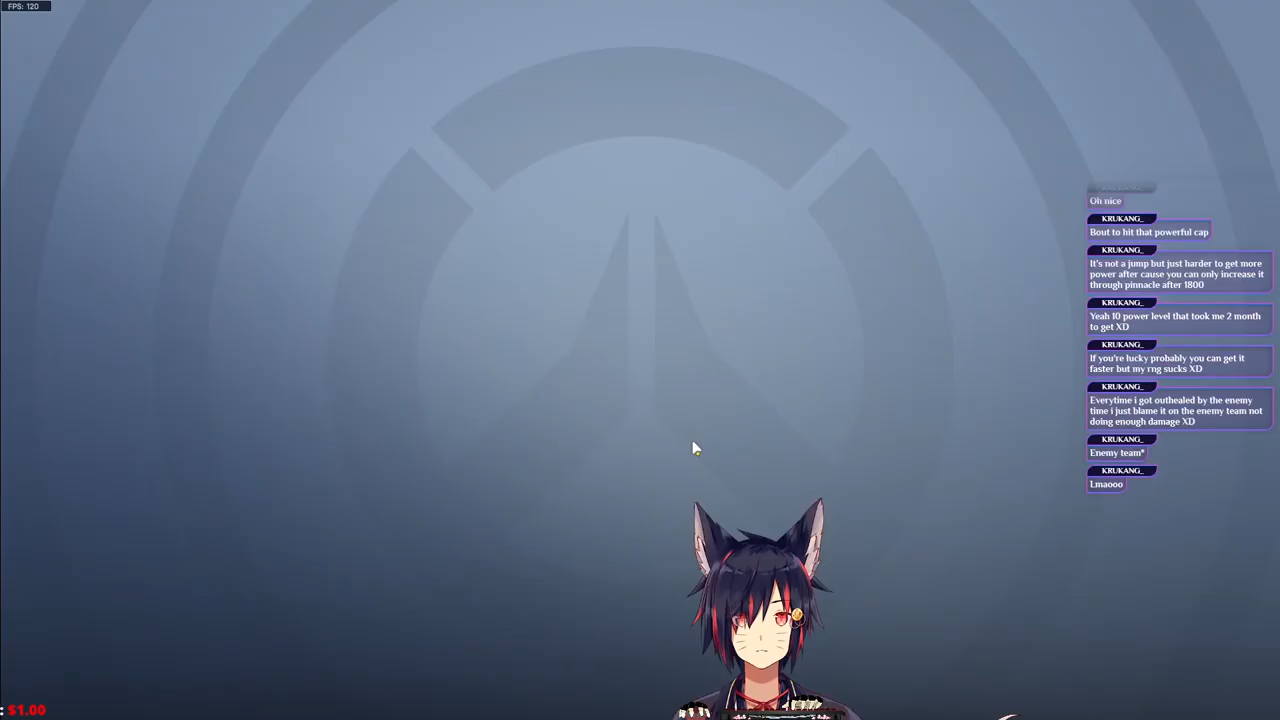 FPS: 120
Oh nice
KRUKANG_
Bout to hit that powerful cap
KRUKANG_
It's not a jump but just harder to get more
power after cause you can only increase it
through pinnacle after 1800
KRUKANG_
Yeah 10 power level that took me 2 month
to get XD
KRUKANG_
If you're lucky probably you can get it
faster but my rng sucks XD
KRUKANG_
Everytime i got outhealed by the enemy
time i just blame it on the enemy team not
doing enough damage XD
KRUKANG_
Enemy team*
KRUKANG_
Lmaooo
: $1.00